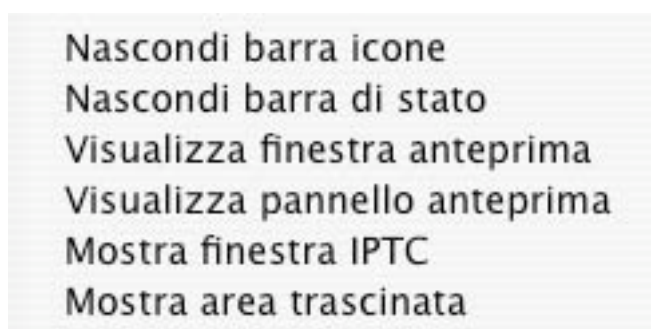 Nascondi barra icone
Nascondi barra di stato
Visualizza finestra anteprima
Visualizza pannello anteprima
Mostra finestra IPTC
Mostra area trascinata